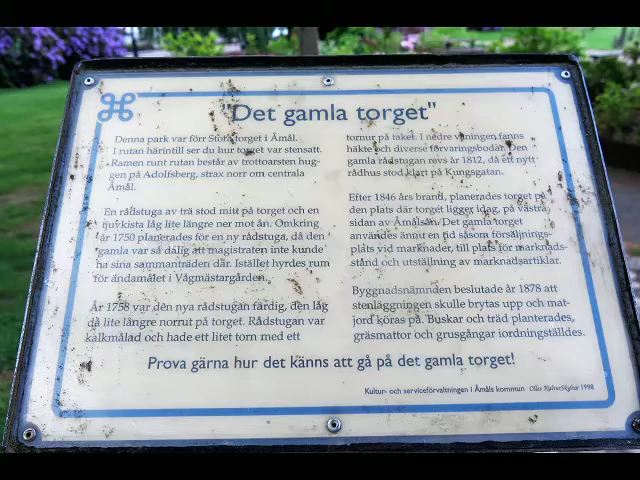 "Det gamla torget"
Denna park var förr Stora torget i Åmål.
I rutan härintill ser du hur torget var stensatt.
Ramen runt rutan består av trottoarsten hug-
gen på Adolfsberg, strax norr om centrala
Åmål.
En rådstuga av trä stod mitt på torget och en
tjuvkista låg lite längre ner mot ån. Omkring
år 1750 planerades för en ny rådstuga, då den
gamla var så dålig att magistraten inte kunde
ha sina sammanträden där. Istället hyrdes rum
för ändamålet i Vågmästargården.
År 1758 var den nya rådstugan färdig, den låg
då lite längre norrut på torget. Rådstugan var
kalkmålad och hade ett litet torn med ett
tornur på taket. I nedre våningen fanns
häkte och diverse förvaringsbodar. Den
gamla rådstugan revs år 1812, då ett nytt
rådhus stod klart på Kungsgatan.
Efter 1846 års brand, planerades torget på
den plats där torget ligger idag, på västra
sidan av Åmålsån. Det gamla torget
användes ännu en tid såsom försäljnings-
plats vid marknader, till plats för marknads-
stånd och utställning av marknadsartiklar.
Byggnadsnämnden beslutade år 1878 att
stenläggningen skulle brytas upp och mat-
jord köras på. Buskar och träd planterades,
gräsmattor och grusgångar iordningställdes.
Prova gärna hur det känns att gå på det gamla torget!
Kultur- och serviceförvaltningen i Åmåls kommun Olles KulturSkyltar 1998